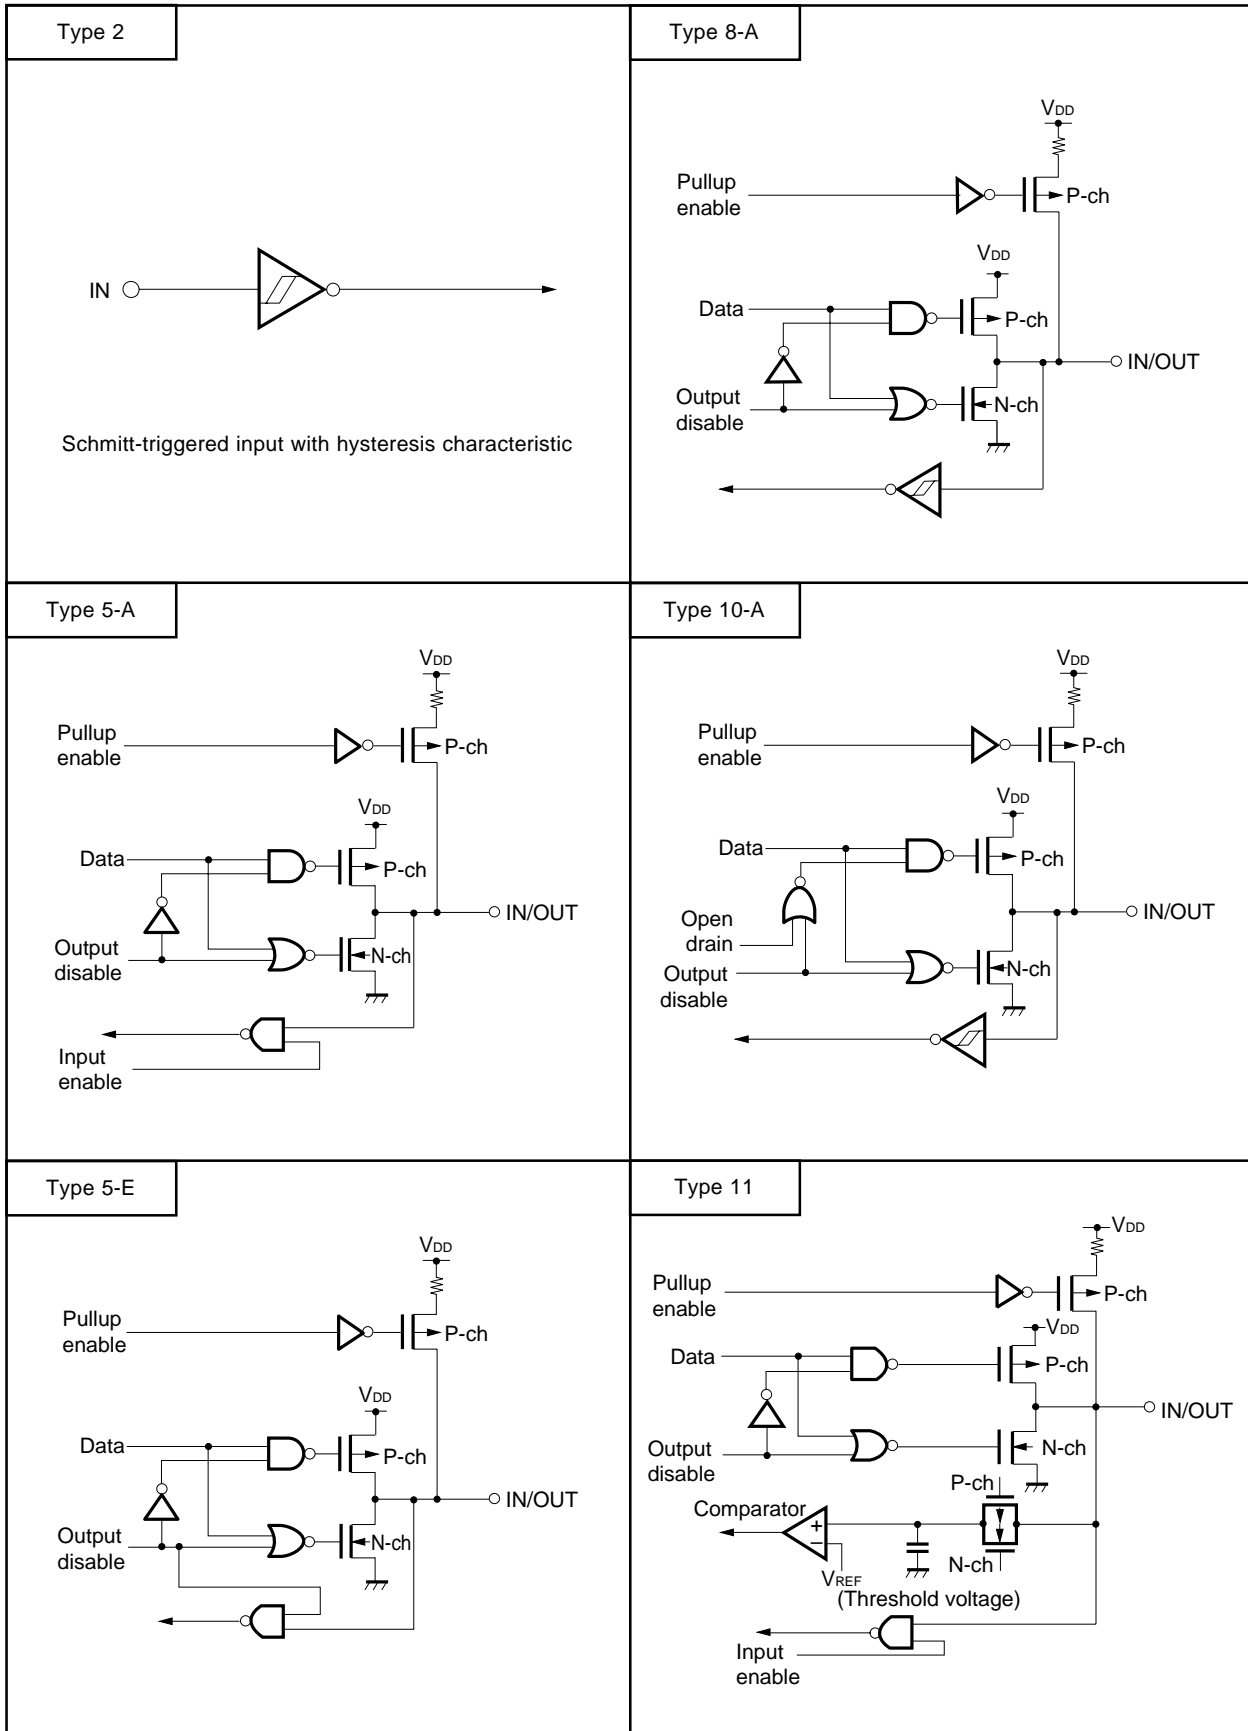 Type 2
IN
Schmitt-triggered input with hysteresis characteristic
Type 8-A
VDD
Pullup
enable
P-ch
VDD
Data
P-ch
IN/OUT
Output
disable
N-ch
Type 5-A
VDD
Pullup
enable
P-ch
VDD
Data
P-ch
IN/OUT
Output
disable
N-ch
Input
enable
Type 10-A
VDD
Pullup
enable
P-ch
VDD
Data
P-ch
Open
drain
IN/OUT
Output
disable
N-ch
Type 5-E
VDD
Pullup
enable
P-ch
VDD
Data
P-ch
IN/OUT
Output
disable
N-ch
Type 11
VDD
Pullup
enable
P-ch
VDD
Data
P-ch
IN/OUT
Output
disable
N-ch
P-ch
Comparator
+
−
N-ch
VREF
(Threshold voltage)
Input
enable